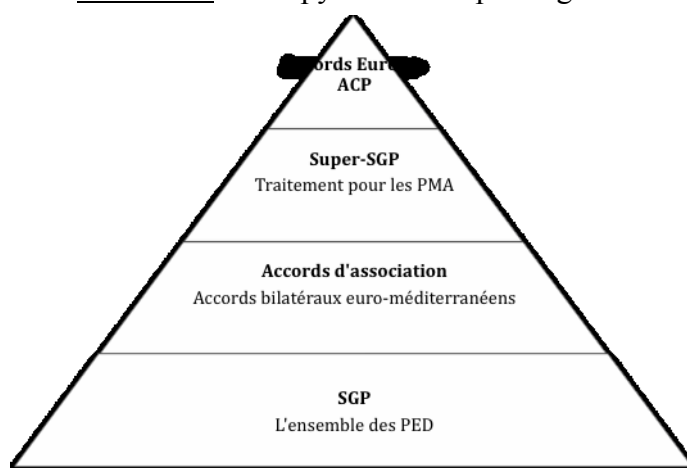 ACP
Super-SGP
Traitement pour les PMA
Accords d'association
Accords bilatéraux euro-méditerranéens
SGP
L'ensemble des PED